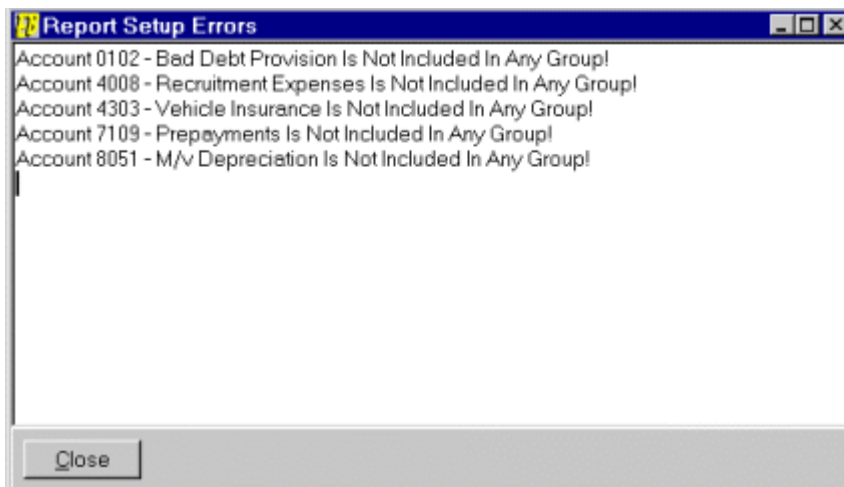 Report Setup Errors
Account 0102 - Bad Debt Provision Is Not Included In Any Group!
Account 4008 - Recruitment Expenses Is Not Included In Any Group!
Account 4303 - Vehicle Insurance Is Not Included In Any Group!
Account 7109 - Prepayments Is Not Included In Any Group!
Account 8051 - M/v Depreciation Is Not Included In Any Group!
Close